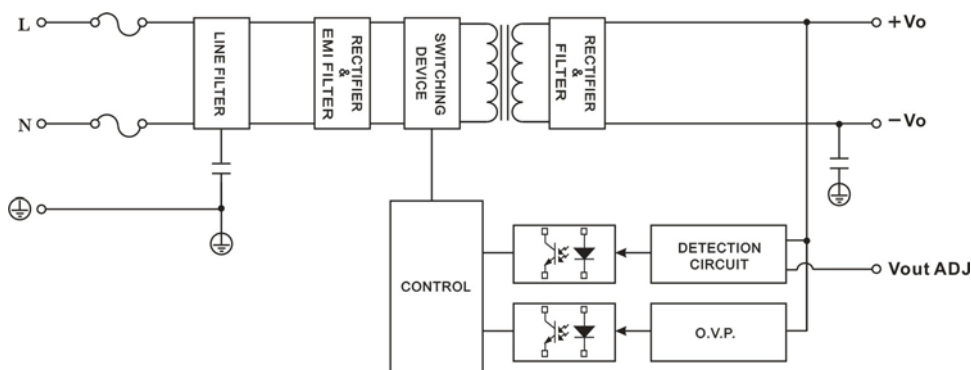 L
N
LINE FILTER
RECTIFIER
&
EMI FILTER
SWITCHING
DEVICE
RECTIFIER
&
FILTER
+Vo
−Vo
CONTROL
DETECTION
CIRCUIT
Vout ADJ
O.V.P.